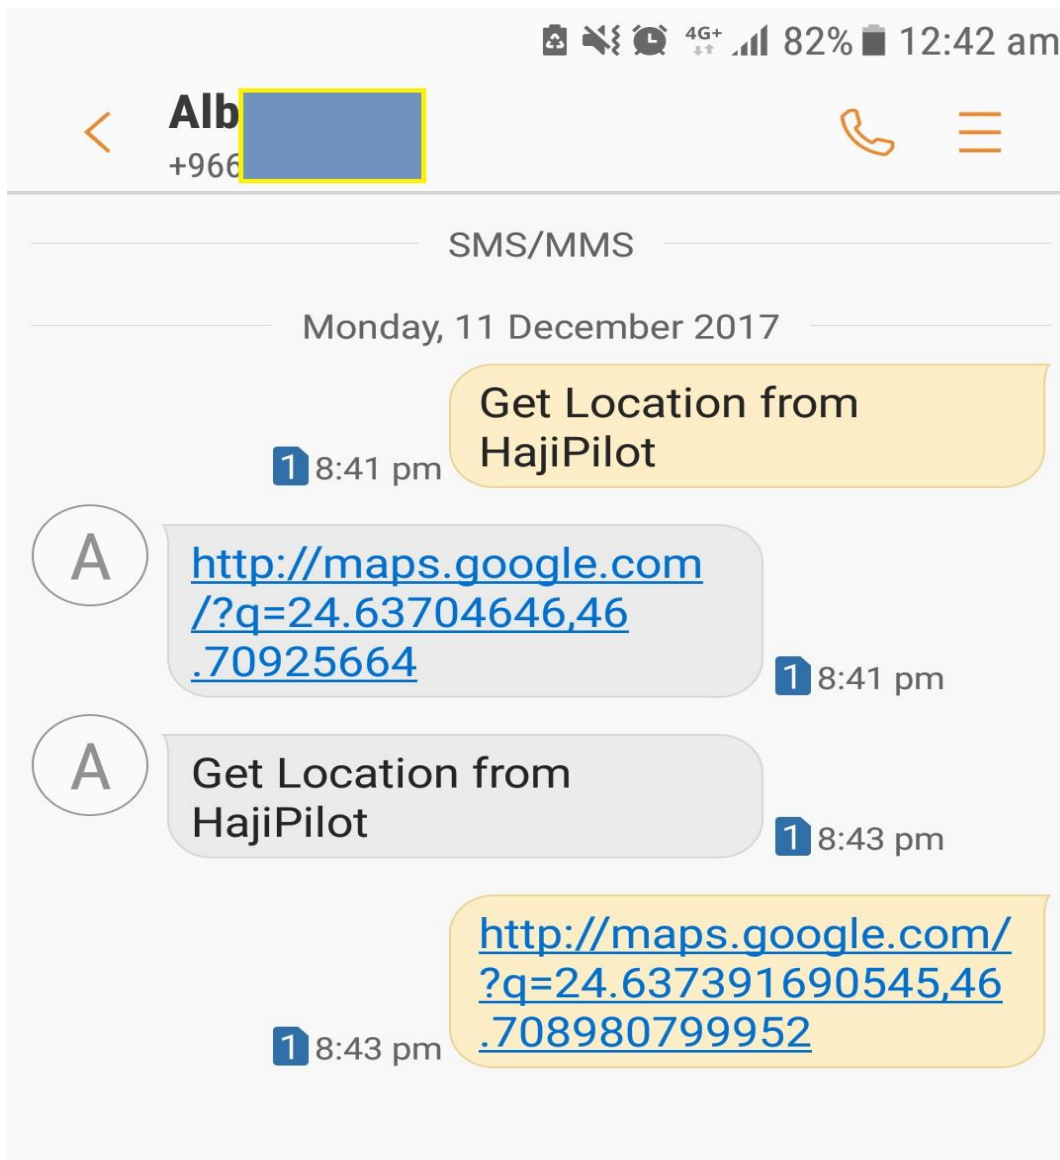 4G+ 82% 12:42 am
Alb
+966
SMS/MMS
Monday, 11 December 2017
Get Location from
HajiPilot
1 8:41 pm
A
http://maps.google.com
/?q=24.63704646,46
.70925664
1 8:41 pm
A
Get Location from
HajiPilot
1 8:43 pm
http://maps.google.com/
?q=24.637391690545,46
.708980799952
1 8:43 pm